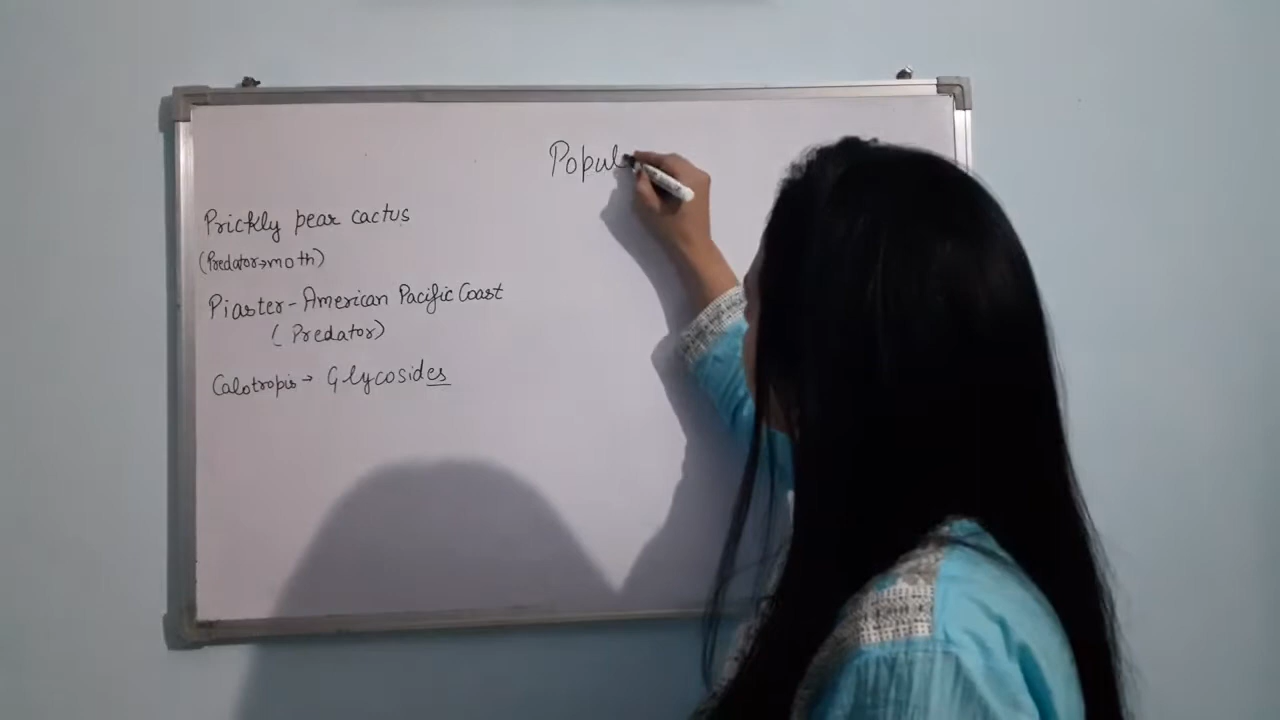 Popul
Prickly pear cactus
(Predator→moth)
Piaster-American Pacific Coast
(Predator)
Calotropis→ Glycosides